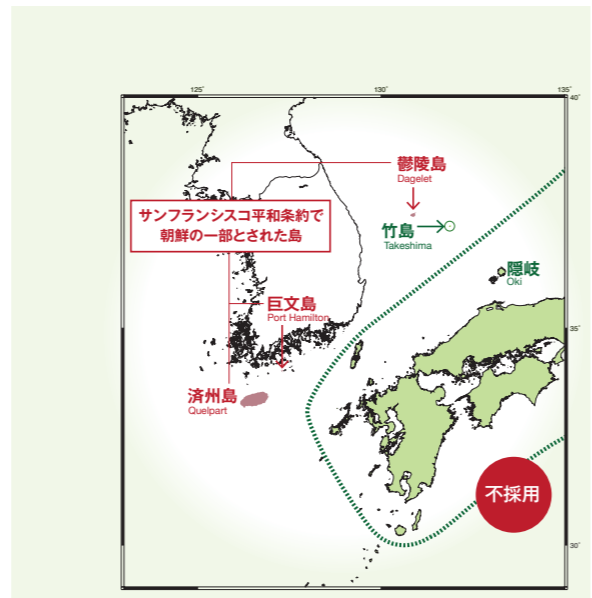 125°
130°
135°
40°
鬱陵島
Dagelet
サンフランシスコ平和条約で
朝鮮の一部とされた島
竹島
Takeshima
隠岐
Oki
巨文島
Port Hamilton
35°
済州島
Quelpart
不採用
30°